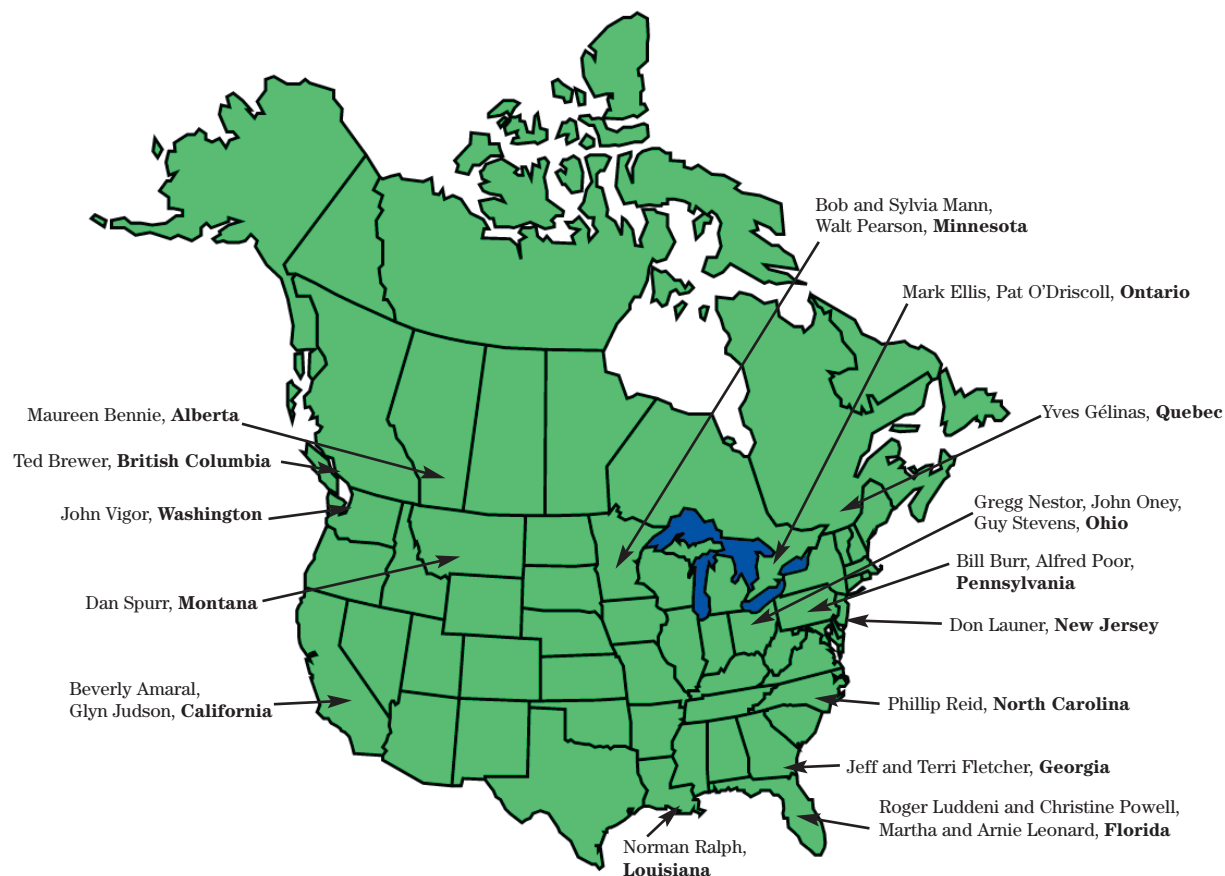 Bob and Sylvia Mann,
Walt Pearson, Minnesota
Mark Ellis, Pat O’Driscoll, Ontario
Maureen Bennie, Alberta
Yves Gélinas, Quebec
Ted Brewer, British Columbia
John Vigor, Washington
Gregg Nestor, John Oney,
Guy Stevens, Ohio
Bill Burr, Alfred Poor,
Pennsylvania
Dan Spurr, Montana
Don Launer, New Jersey
Beverly Amaral,
Glyn Judson, California
Phillip Reid, North Carolina
Jeff and Terri Fletcher, Georgia
Roger Luddeni and Christine Powell,
Martha and Arnie Leonard, Florida
Norman Ralph,
Louisiana